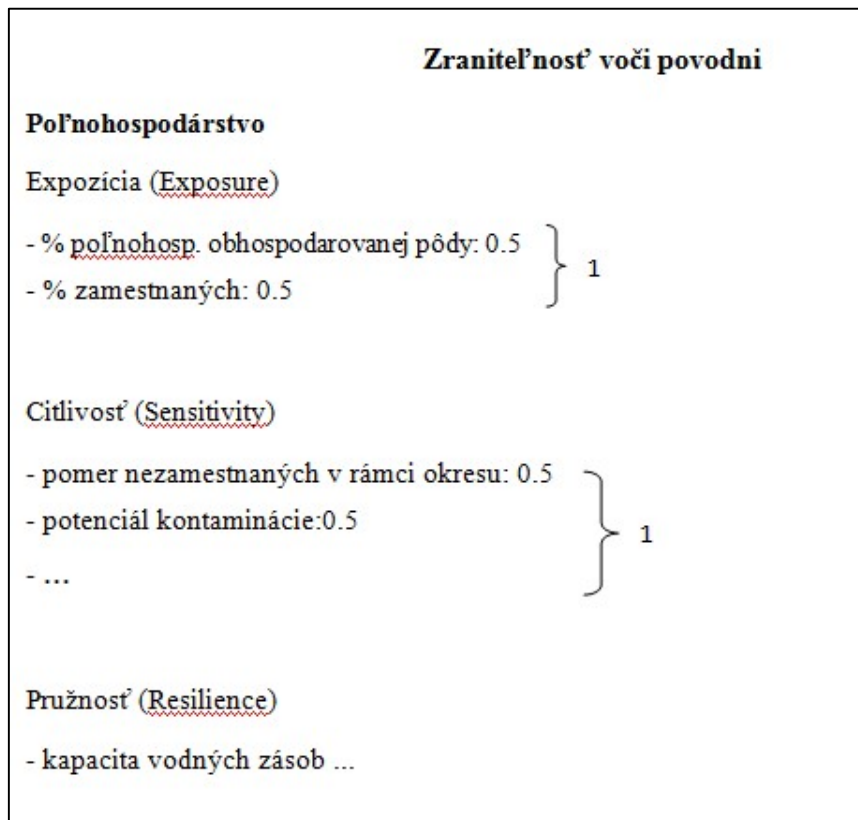 Zraniteľnosť voči povodni
Poľnohospodárstvo
Expozícia (Exposure)
- % poľnohosp. obhospodarovanej pôdy: 0.5
1
- % zamestnaných: 0.5
Citlivosť (Sensitivity)
- pomer nezamestnaných v rámci okresu: 0.5
- potenciál kontaminácie:0.5
1
- ...
Pružnosť (Resilience)
- kapacita vodných zásob ...